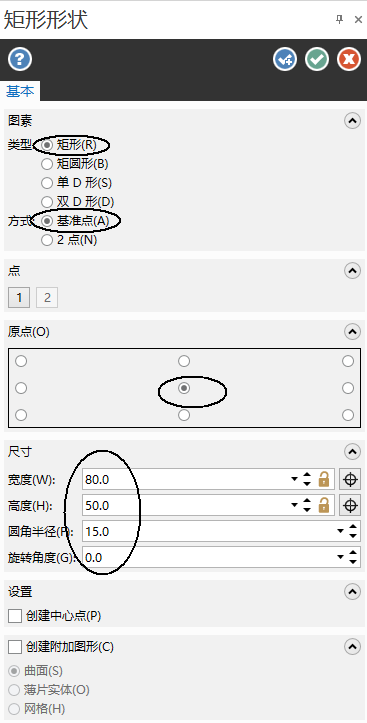 矩形形状
基本
图素
类型 矩形(R)
矩圆形(B)
单 D 形(S)
双 D 形(D)
方式 基准点(A)
2 点(N)
点
1 2
原点(O)
尺寸
宽度(W): 80.0
高度(H): 50.0
圆角半径(F): 15.0
旋转角度(G): 0.0
设置
创建中心点(P)
创建附加图形(C)
曲面(S)
薄片实体(O)
网格(H)